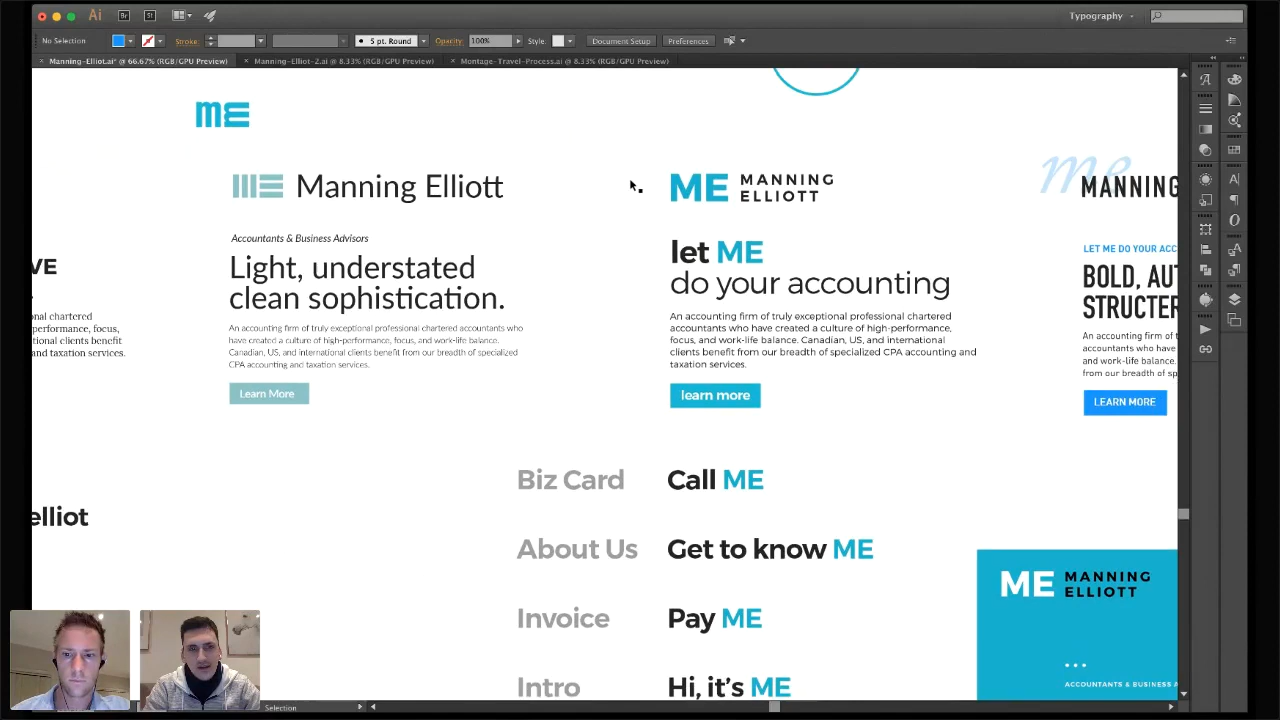 Ai Br St Typography
No Selection Stroke: 5 pt. Round Opacity: 100% Style: Document Setup Preferences
× Manning-Elliot.ai* @ 66.67% (RGB/GPU Preview) × Manning-Elliot-2.ai @ 8.33% (RGB/GPU Preview) × Montage-Travel-Process.ai @ 8.33% (RGB/GPU Preview)
ME
Manning Elliott
Accountants & Business Advisors
Light, understated
clean sophistication.
An accounting firm of truly exceptional professional chartered accountants who
have created a culture of high-performance, focus, and work-life balance.
Canadian, US, and international clients benefit from our breadth of specialized
CPA accounting and taxation services.
Learn More
VE
onal chartered
performance, focus,
tional clients benefit
and taxation services.
elliot
ME MANNING
ELLIOTT
let ME
do your accounting
An accounting firm of truly exceptional professional chartered
accountants who have created a culture of high-performance,
focus, and work-life balance. Canadian, US, and international
clients benefit from our breadth of specialized CPA accounting and
taxation services.
learn more
me
MANNING
LET ME DO YOUR ACC
BOLD, AUT
STRUCTER
An accounting firm of t
accountants who have
and work-life balance.
from our breadth of sp
LEARN MORE
Biz Card Call ME
About Us Get to know ME
Invoice Pay ME
Intro Hi, it's ME
ME MANNING
ELLIOTT
ACCOUNTANTS & BUSINESS A
Selection